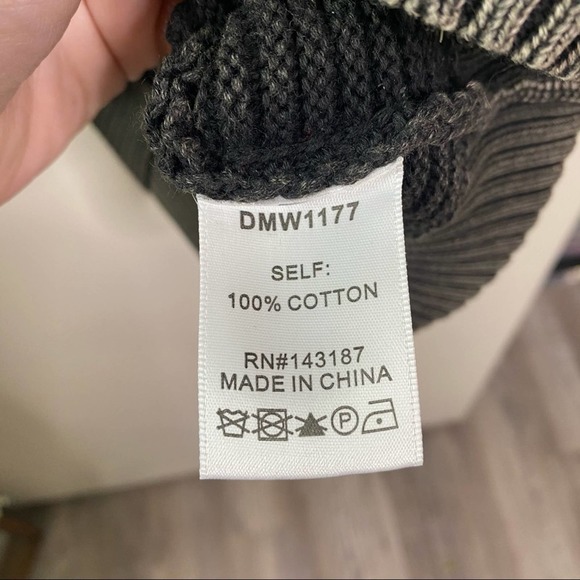 DMW1177
SELF:
100% COTTON
RN#143187
MADE IN CHINA
P